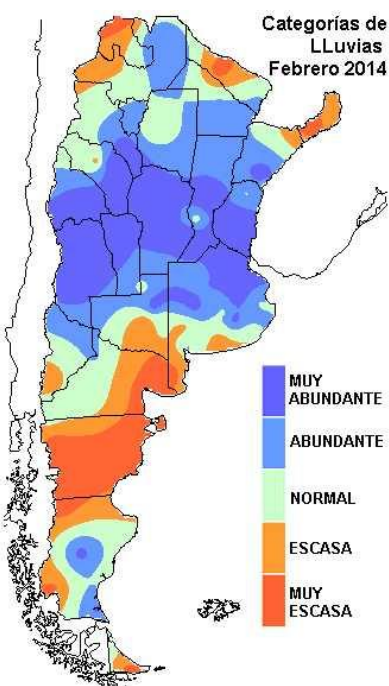 Categorías de
LLuvias
Febrero 2014
MUY
ABUNDANTE
ABUNDANTE
NORMAL
ESCASA
MUY
ESCASA